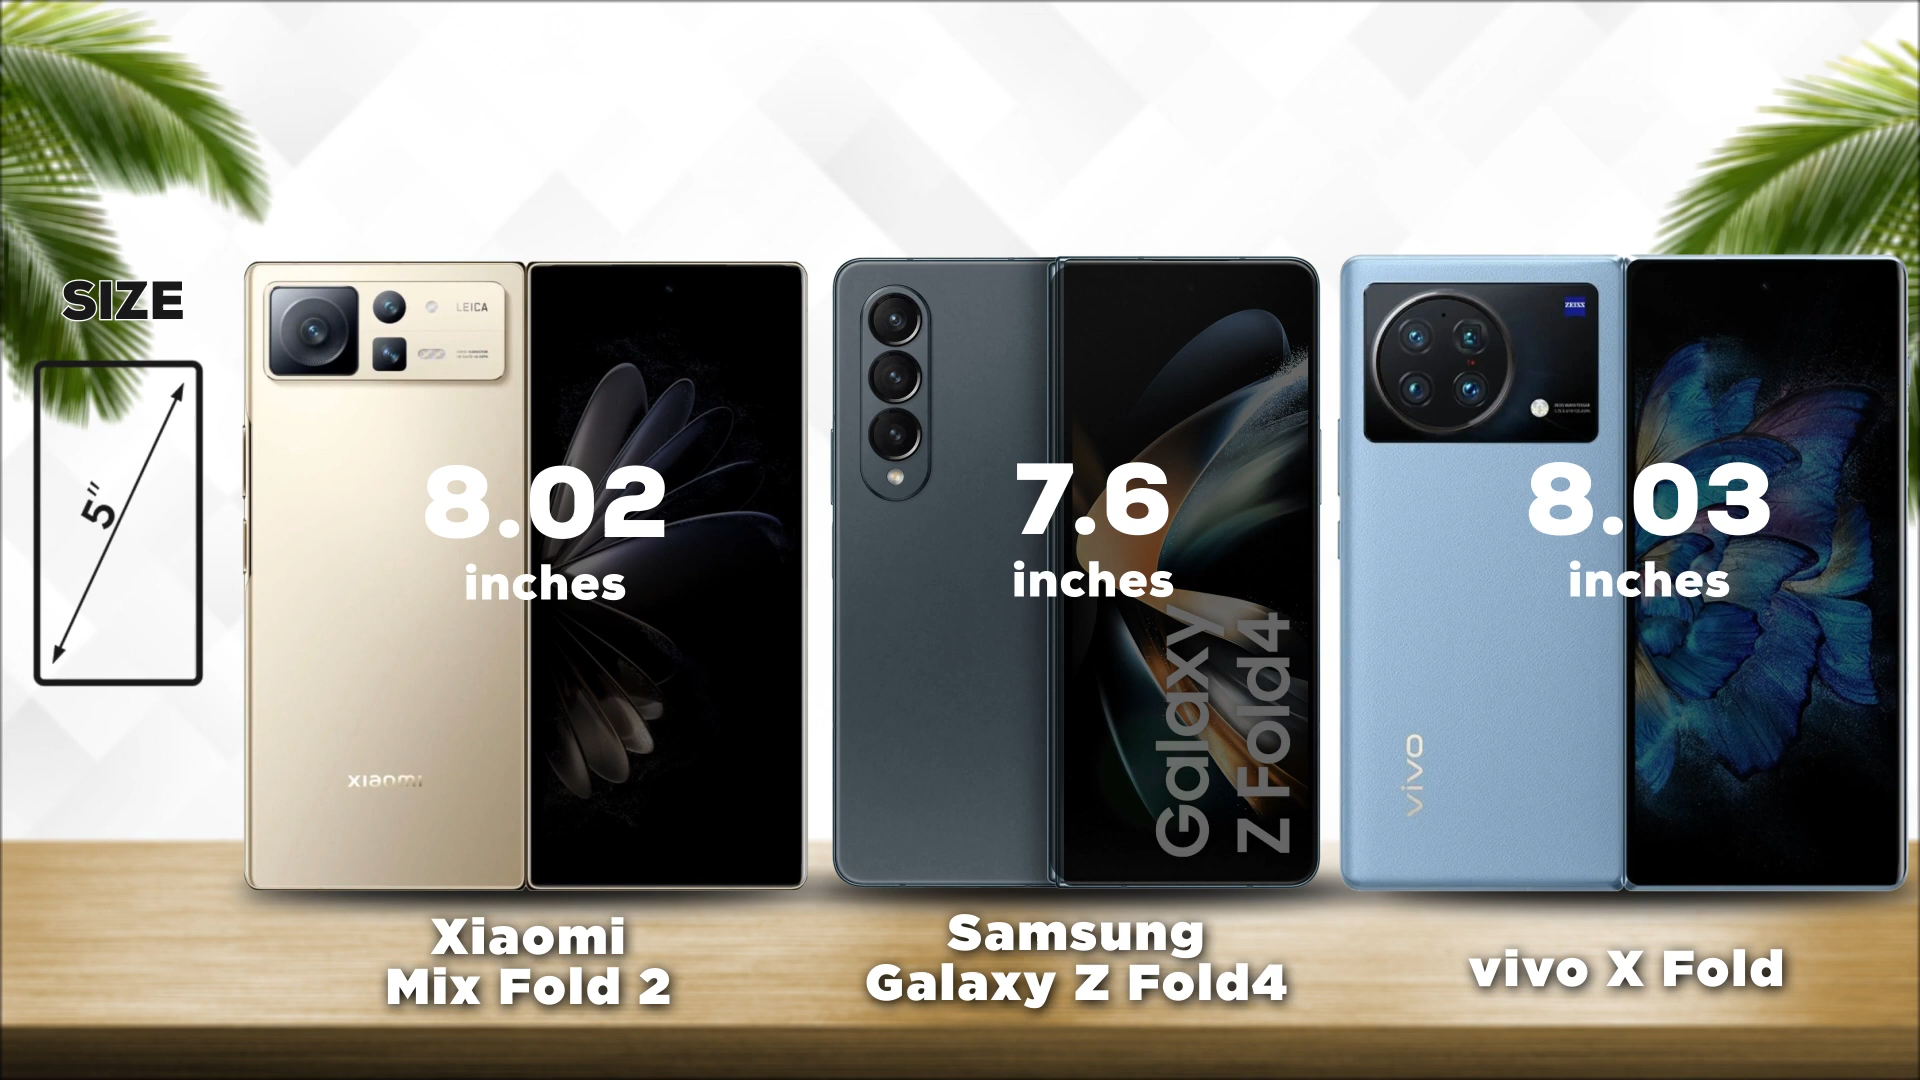 SIZE
5"
LEICA
8.02
inches
xiaomi
Xiaomi
Mix Fold 2
7.6
inches
Galaxy
Z Fold4
Samsung
Galaxy Z Fold4
ZEISS
8.03
inches
vivo
vivo X Fold